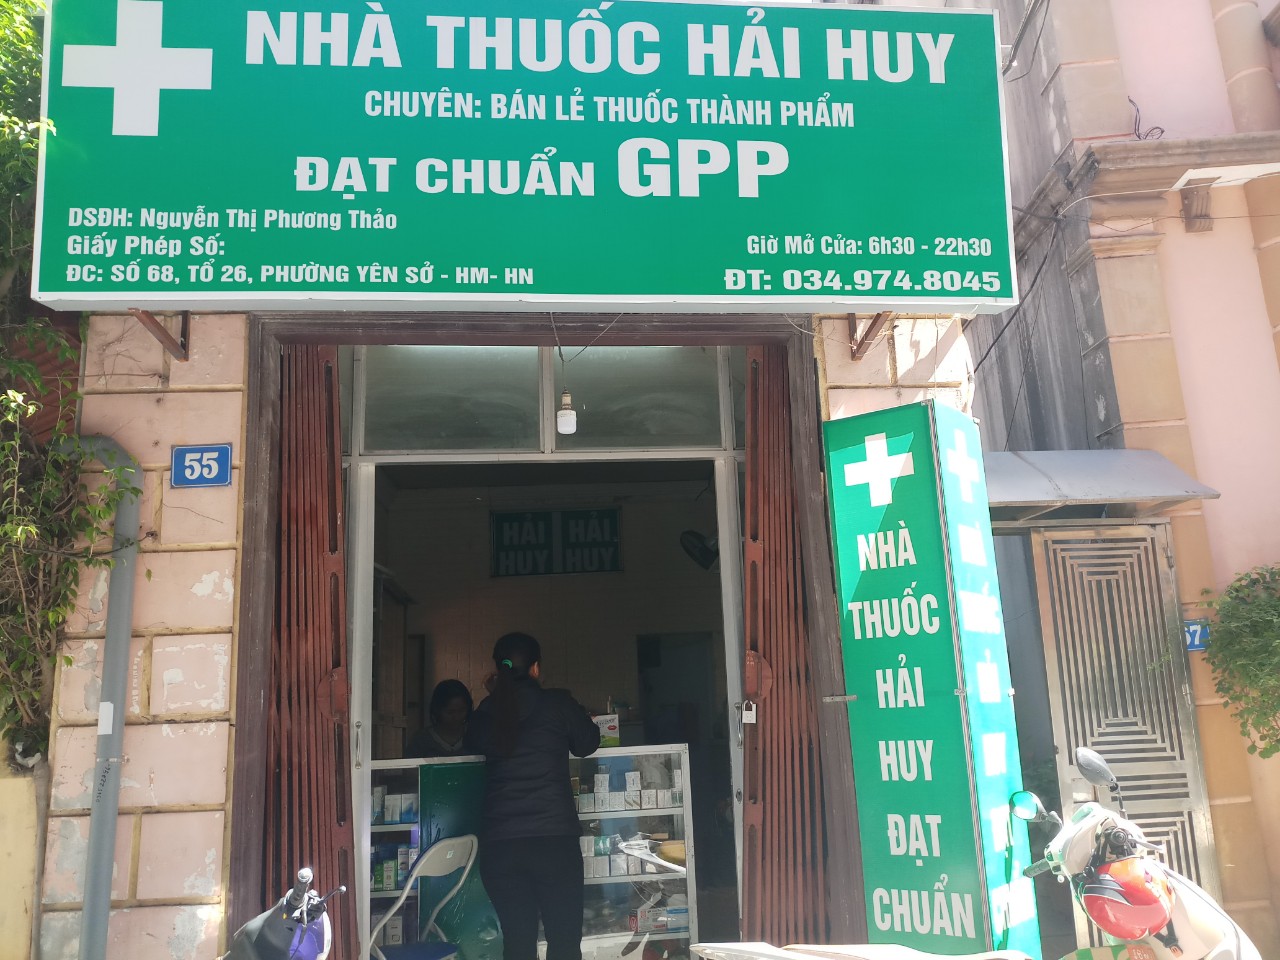 NHÀ THUỐC HẢI HUY
CHUYÊN: BÁN LẺ THUỐC THÀNH PHẨM
ĐẠT CHUẨN GPP
DSĐH: Nguyễn Thị Phương Thảo
Giấy Phép Số:
ĐC: SỐ 68, TỔ 26, PHƯỜNG YÊN SỞ - HM- HN
Giờ Mở Cửa: 6h30 - 22h30
ĐT: 034.974.8045
55
HẢI HẢI
HUY HUY
NHÀ
THUỐC
HẢI
HUY
ĐẠT
CHUẨN
67